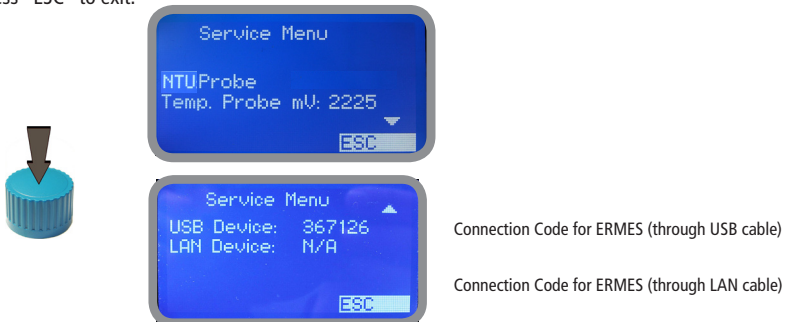 "ESC" to exit.
Service Menu
NTU Probe
Temp. Probe mV: 2225
ESC
Service Menu
USB Device: 367126
LAN Device: N/A
ESC
Connection Code for ERMES (through USB cable)
Connection Code for ERMES (through LAN cable)